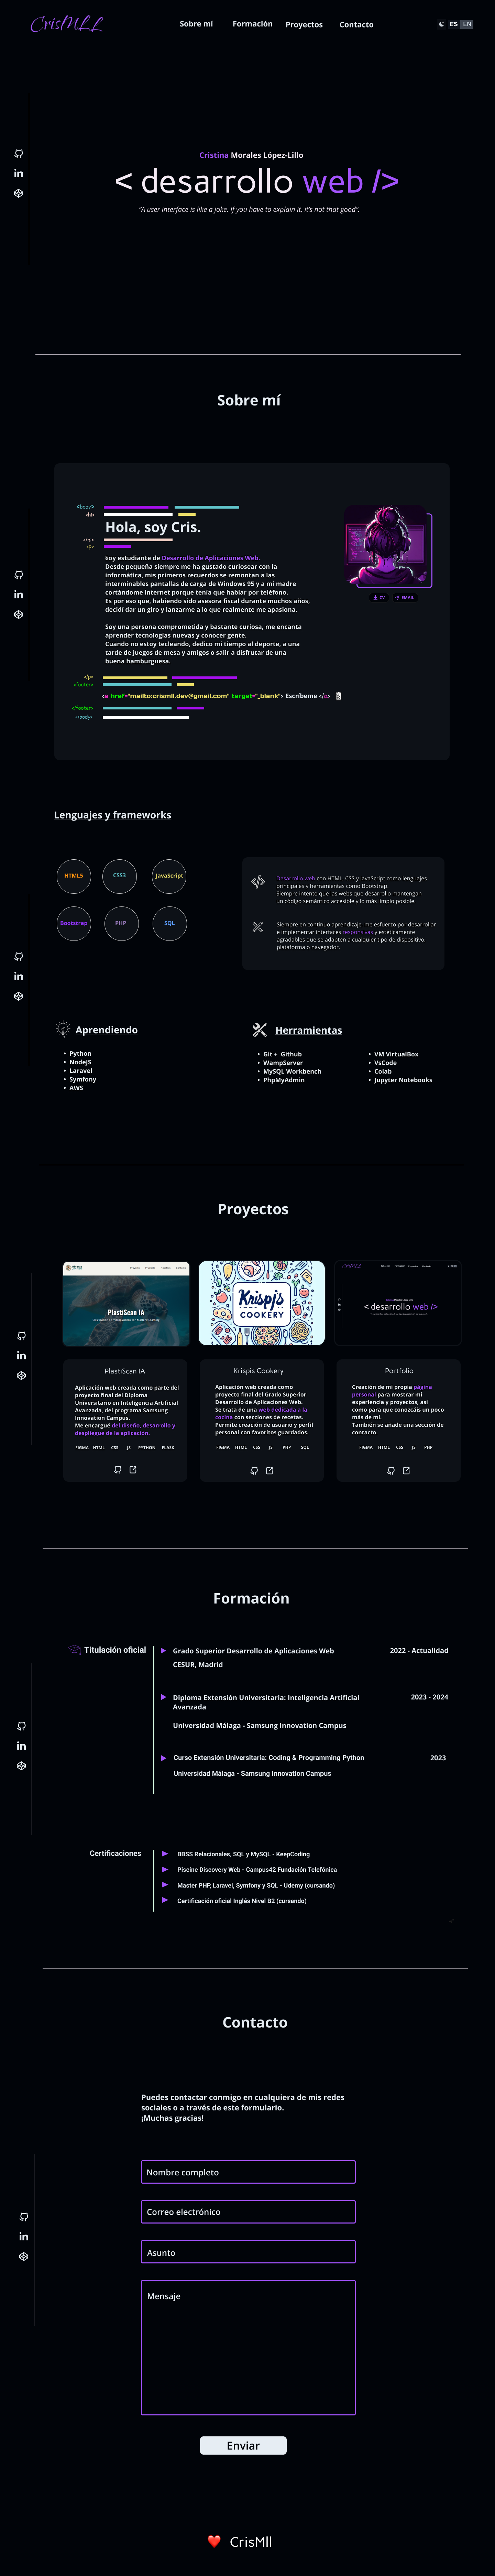 CrisMLL
Sobre mí
Formación
Proyectos
Contacto
ES
EN
Cristina Morales López-Lillo
< desarrollo web />
“A user interface is like a joke. If you have to explain it, it’s not that good”.
Sobre mí
<body>
<h1>
Hola, soy Cris.
</h1>
<p>
Soy estudiante de Desarrollo de Aplicaciones Web.
Desde pequeña siempre me ha gustado curiosear con la
informática, mis primeros recuerdos se remontan a las
interminables pantallas de carga de Windows 95 y a mi madre
cortándome internet porque tenía que hablar por teléfono.
Es por eso que, habiendo sido asesora fiscal durante muchos años,
decidí dar un giro y lanzarme a lo que realmente me apasiona.
Soy una persona comprometida y bastante curiosa, me encanta
aprender tecnologías nuevas y conocer gente.
Cuando no estoy tecleando, dedico mi tiempo al deporte, a una
tarde de juegos de mesa y amigos o salir a disfrutar de una
buena hamburguesa.
CV
EMAIL
</p>
<footer>
<a href="mailto:crismll.dev@gmail.com" target="_blank"> Escríbeme </a>
</footer>
</body>
Lenguajes y frameworks
HTML5
CSS3
JavaScript
Bootstrap
PHP
SQL
Desarrollo web con HTML, CSS y JavaScript como lenguajes
principales y herramientas como Bootstrap.
Siempre intento que las webs que desarrollo mantengan
un código semántico accesible y lo más limpio posible.
Siempre en continuo aprendizaje, me esfuerzo por desarrollar
e implementar interfaces responsivas y estéticamente
agradables que se adapten a cualquier tipo de dispositivo,
plataforma o navegador.
Aprendiendo
• Python
• NodeJS
• Laravel
• Symfony
• AWS
Herramientas
• Git + Github
• WampServer
• MySQL Workbench
• PhpMyAdmin
• VM VirtualBox
• VsCode
• Colab
• Jupyter Notebooks
Proyectos
PlastiScan IA
Krispis
COOKERY
CrisMLL
< desarrollo web />
PlastiScan IA
Aplicación web creada como parte del
proyecto final del Diploma
Universitario en Inteligencia Artificial
Avanzada, del programa Samsung
Innovation Campus.
Me encargué del diseño, desarrollo y
despliegue de la aplicación.
FIGMA HTML CSS JS PYTHON FLASK
Krispis Cookery
Aplicación web creada como
proyecto final del Grado Superior
Desarrollo de Aplicaciones Web.
Se trata de una web dedicada a la
cocina con secciones de recetas.
Permite creación de usuario y perfil
personal con favoritos guardados.
FIGMA HTML CSS JS PHP SQL
Portfolio
Creación de mi propia página
personal para mostrar mi
experiencia y proyectos, así
como para que conozcáis un poco
más de mí.
También se añade una sección de
contacto.
FIGMA HTML CSS JS PHP
Formación
Titulación oficial
Grado Superior Desarrollo de Aplicaciones Web
2022 - Actualidad
CESUR, Madrid
Diploma Extensión Universitaria: Inteligencia Artificial
Avanzada
2023 - 2024
Universidad Málaga - Samsung Innovation Campus
Curso Extensión Universitaria: Coding & Programming Python
2023
Universidad Málaga - Samsung Innovation Campus
Certificaciones
BBSS Relacionales, SQL y MySQL - KeepCoding
Piscine Discovery Web - Campus42 Fundación Telefónica
Master PHP, Laravel, Symfony y SQL - Udemy (cursando)
Certificación oficial Inglés Nivel B2 (cursando)
Contacto
Puedes contactar conmigo en cualquiera de mis redes
sociales o a través de este formulario.
¡Muchas gracias!
Nombre completo
Correo electrónico
Asunto
Mensaje
Enviar
CrisMll